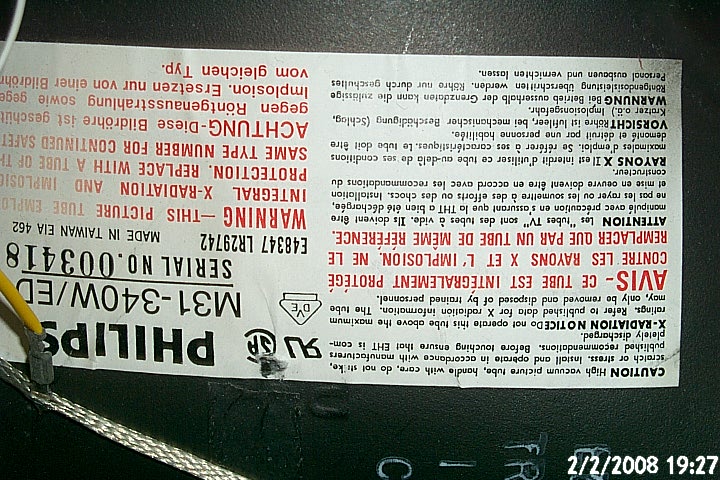 CAUTION High vacuum picture tube, handle with care, do not strike,
scratch or stress. Install and operate in accordance with manufacturers
published recommendations. Before touching ensure that EHT is com-
pletely discharged.
X-RADIATION NOTICE Do not operate this tube above the maximum
ratings. Refer to published data for X radiation information. The tube
may, only be removed and disposed of by trained personnel.
AVIS- CE TUBE EST INTÉGRALEMENT PROTÉGÉ
CONTRE LES RAYONS X ET L'IMPLOSION. NE LE
REMPLACER QUE PAR UN TUBE DE MÊME RÉFÉRENCE.
ATTENTION Les "tubes TV" sont des tubes à vide. Ils doivent être
manipulé avec précaution en s'assurant que la THT a bien été déchargée,
ne pas les rayer ou les soumettre à des efforts ou des chocs. Installation
et mise en oeuvre doivent être en accord avec les recommandations du
constructeur.
RAYONS X Il est interdit d'utiliser ce tube au-delà de ses conditions
maximales d'emploi. Se référer à ses caractéristiques. Le tube doit être
demonté et détruit par une personne habilitée.
VORSICHT Röhre ist luftleer, bei mechanischer Beschädigung (Schlag,
Kratzer o.ä.) Implosionsgefahr.
WARNUNG Bei Betrieb ausserhalb der Grenzdaten kann die zulässige
Röntgendosisleistung überschritten werden. Röhre nur durch geschultes
Personal ausbauen und vernichten lassen.
PHILIPS
M31-340W/ED
D/E
SERIAL NO. 003418
MADE IN TAIWAN EIA 462
E48347 LR29742
WARNING—THIS PICTURE TUBE EMPLO
INTEGRAL X-RADIATION AND IMPLOSIO
PROTECTION. REPLACE WITH A TUBE OF TH
SAME TYPE NUMBER FOR CONTINUED SAFET
ACHTUNG-Diese Bildröhre ist geschüt
gegen Röntgenausstrahlung sowie gege
Implosion. Ersetzen nur von einer Bildröhr
vom gleichen Typ.
2/2/2008 19:27